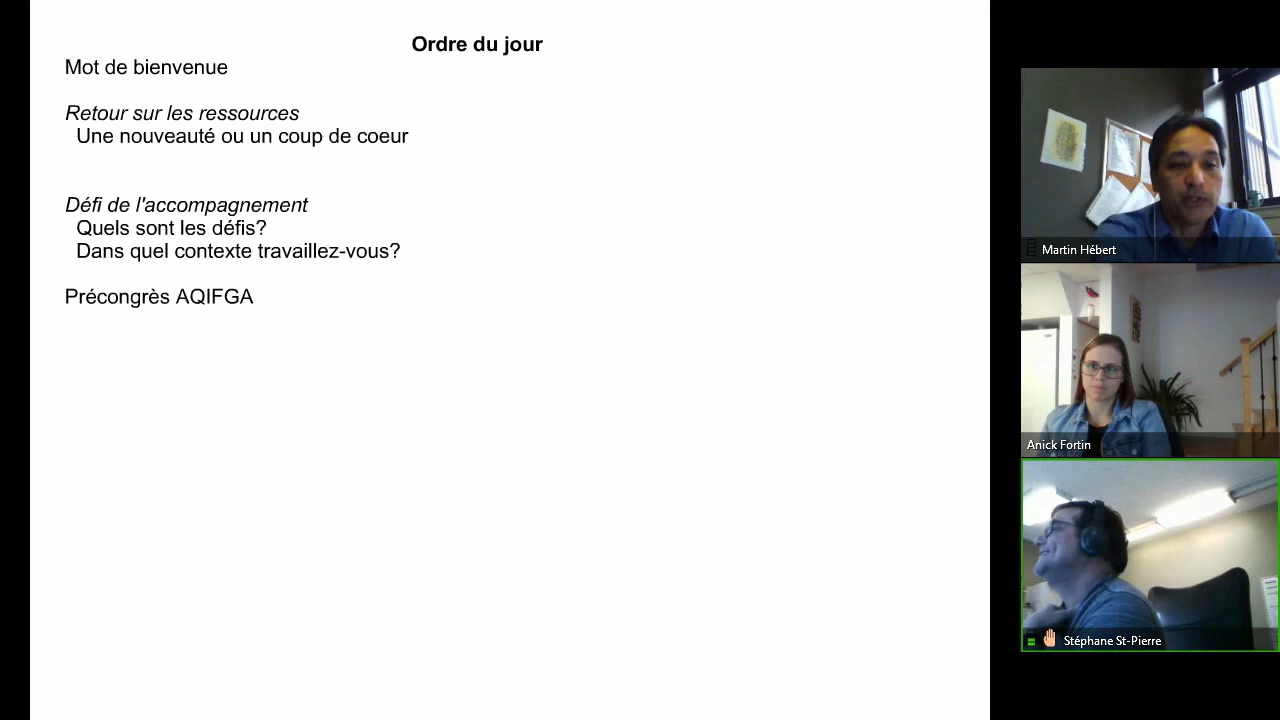 Ordre du jour
Mot de bienvenue
Retour sur les ressources
Une nouveauté ou un coup de coeur
Défi de l'accompagnement
Quels sont les défis?
Dans quel contexte travaillez-vous?
Précongrès AQIFGA
Martin Hébert
Anick Fortin
Stéphane St-Pierre